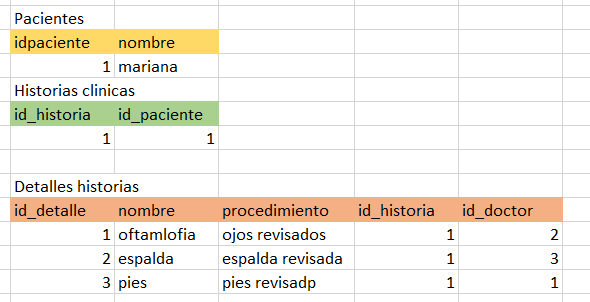 Pacientes
idpaciente nombre
1 mariana
Historias clinicas
id_historia id_paciente
1 1
Detalles historias
id_detalle nombre procedimiento id_historia id_doctor
1 oftamlofia ojos revisados 1 2
2 espalda espalda revisada 1 3
3 pies pies revisadp 1 1